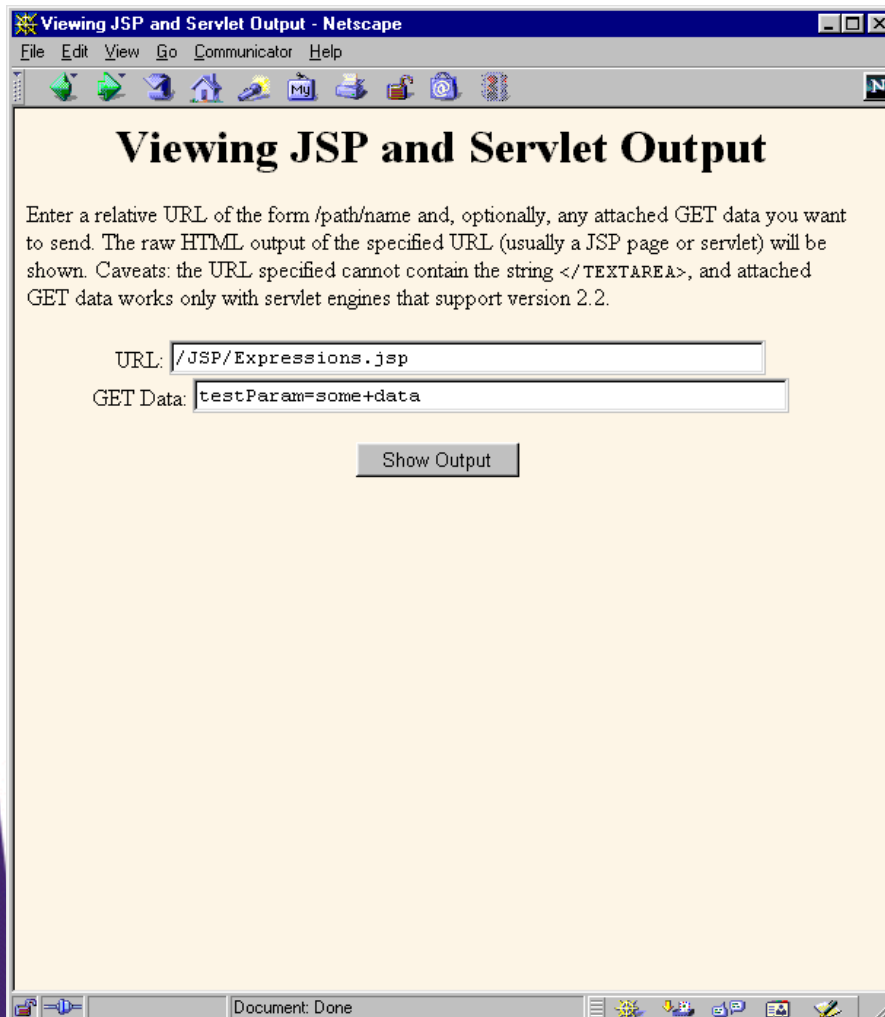 Viewing JSP and Servlet Output - Netscape
File Edit View Go Communicator Help
My
N
Viewing JSP and Servlet Output
Enter a relative URL of the form /path/name and, optionally, any attached GET data you want
to send. The raw HTML output of the specified URL (usually a JSP page or servlet) will be
shown. Caveats: the URL specified cannot contain the string </TEXTAREA>, and attached
GET data works only with servlet engines that support version 2.2.
URL: /JSP/Expressions.jsp
GET Data: testParam=some+data
Show Output
Document: Done